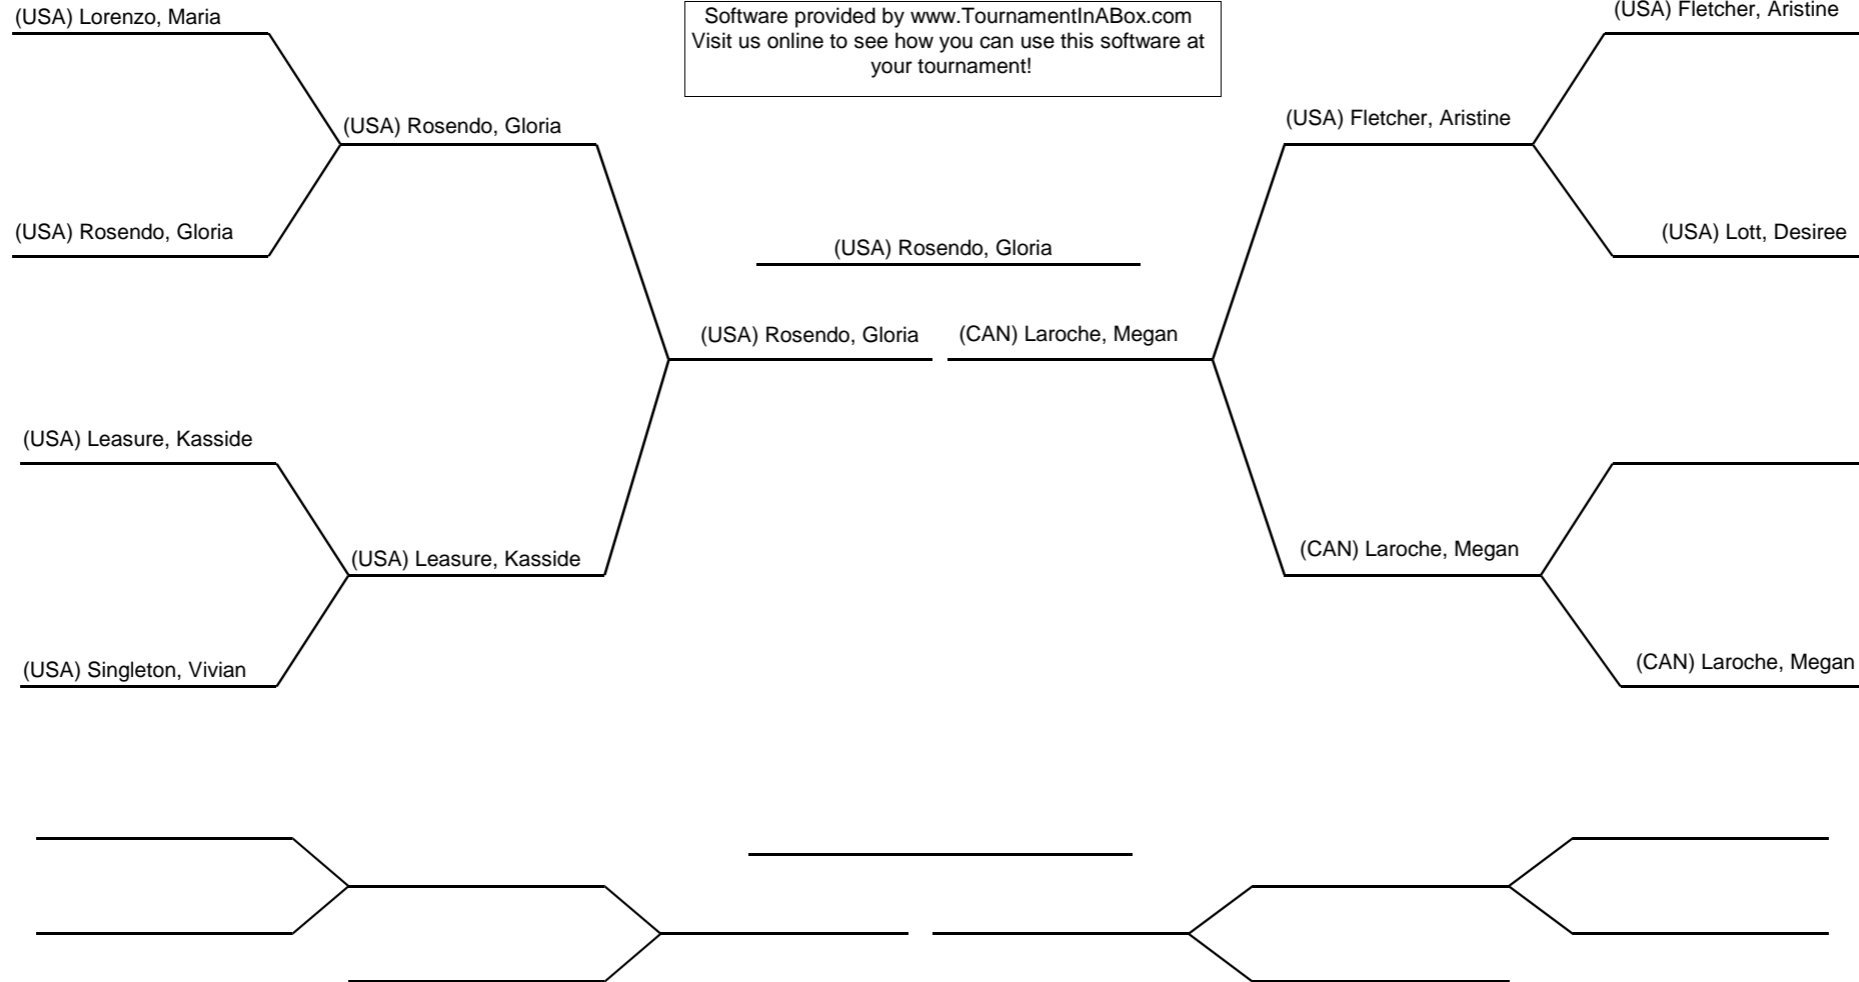 (USA) Lorenzo, Maria
Software provided by www.TournamentInABox.com
Visit us online to see how you can use this software at
your tournament!
(USA) Fletcher, Aristine
(USA) Rosendo, Gloria
(USA) Fletcher, Aristine
(USA) Rosendo, Gloria
(USA) Rosendo, Gloria
(USA) Lott, Desiree
(USA) Rosendo, Gloria
(CAN) Laroche, Megan
(USA) Leasure, Kasside
(USA) Leasure, Kasside
(CAN) Laroche, Megan
(USA) Singleton, Vivian
(CAN) Laroche, Megan